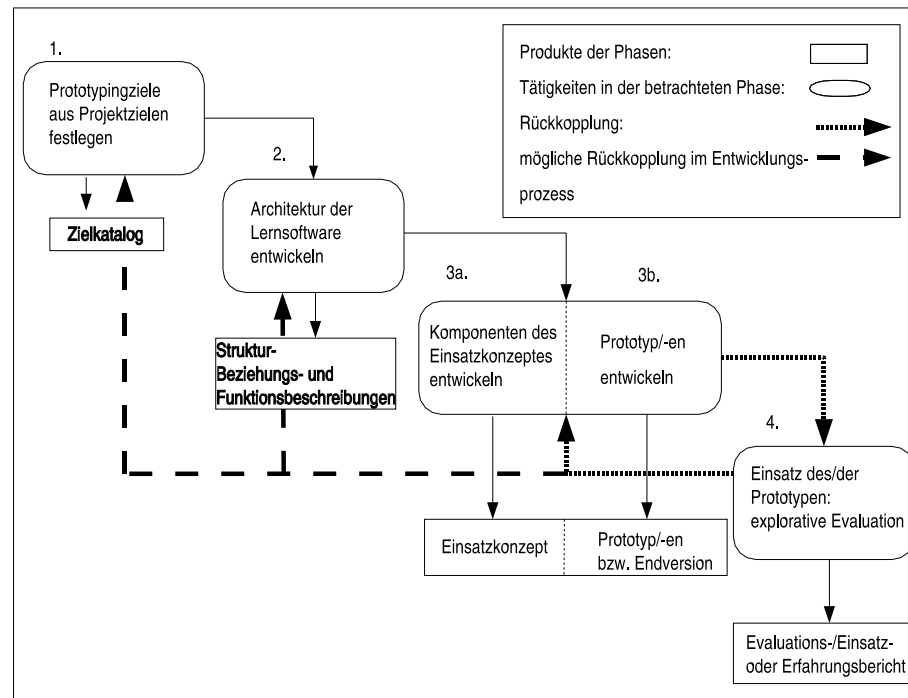 1.
Prototypingziele
aus Projektzielen
festlegen
Zielkatalog
2.
Architektur der
Lernsoftware
entwickeln
Struktur-
Beziehungs- und
Funktionsbeschreibungen
3a.
Komponenten des
Einsatzkonzeptes
entwickeln
3b.
Prototyp/-en
entwickeln
Einsatzkonzept
Prototyp/-en
bzw. Endversion
4.
Einsatz des/der
Prototypen:
explorative Evaluation
Evaluations-/Einsatz-
oder Erfahrungsbericht
Produkte der Phasen:
Tätigkeiten in der betrachteten Phase:
Rückkopplung:
mögliche Rückkopplung im Entwicklungs-
prozess